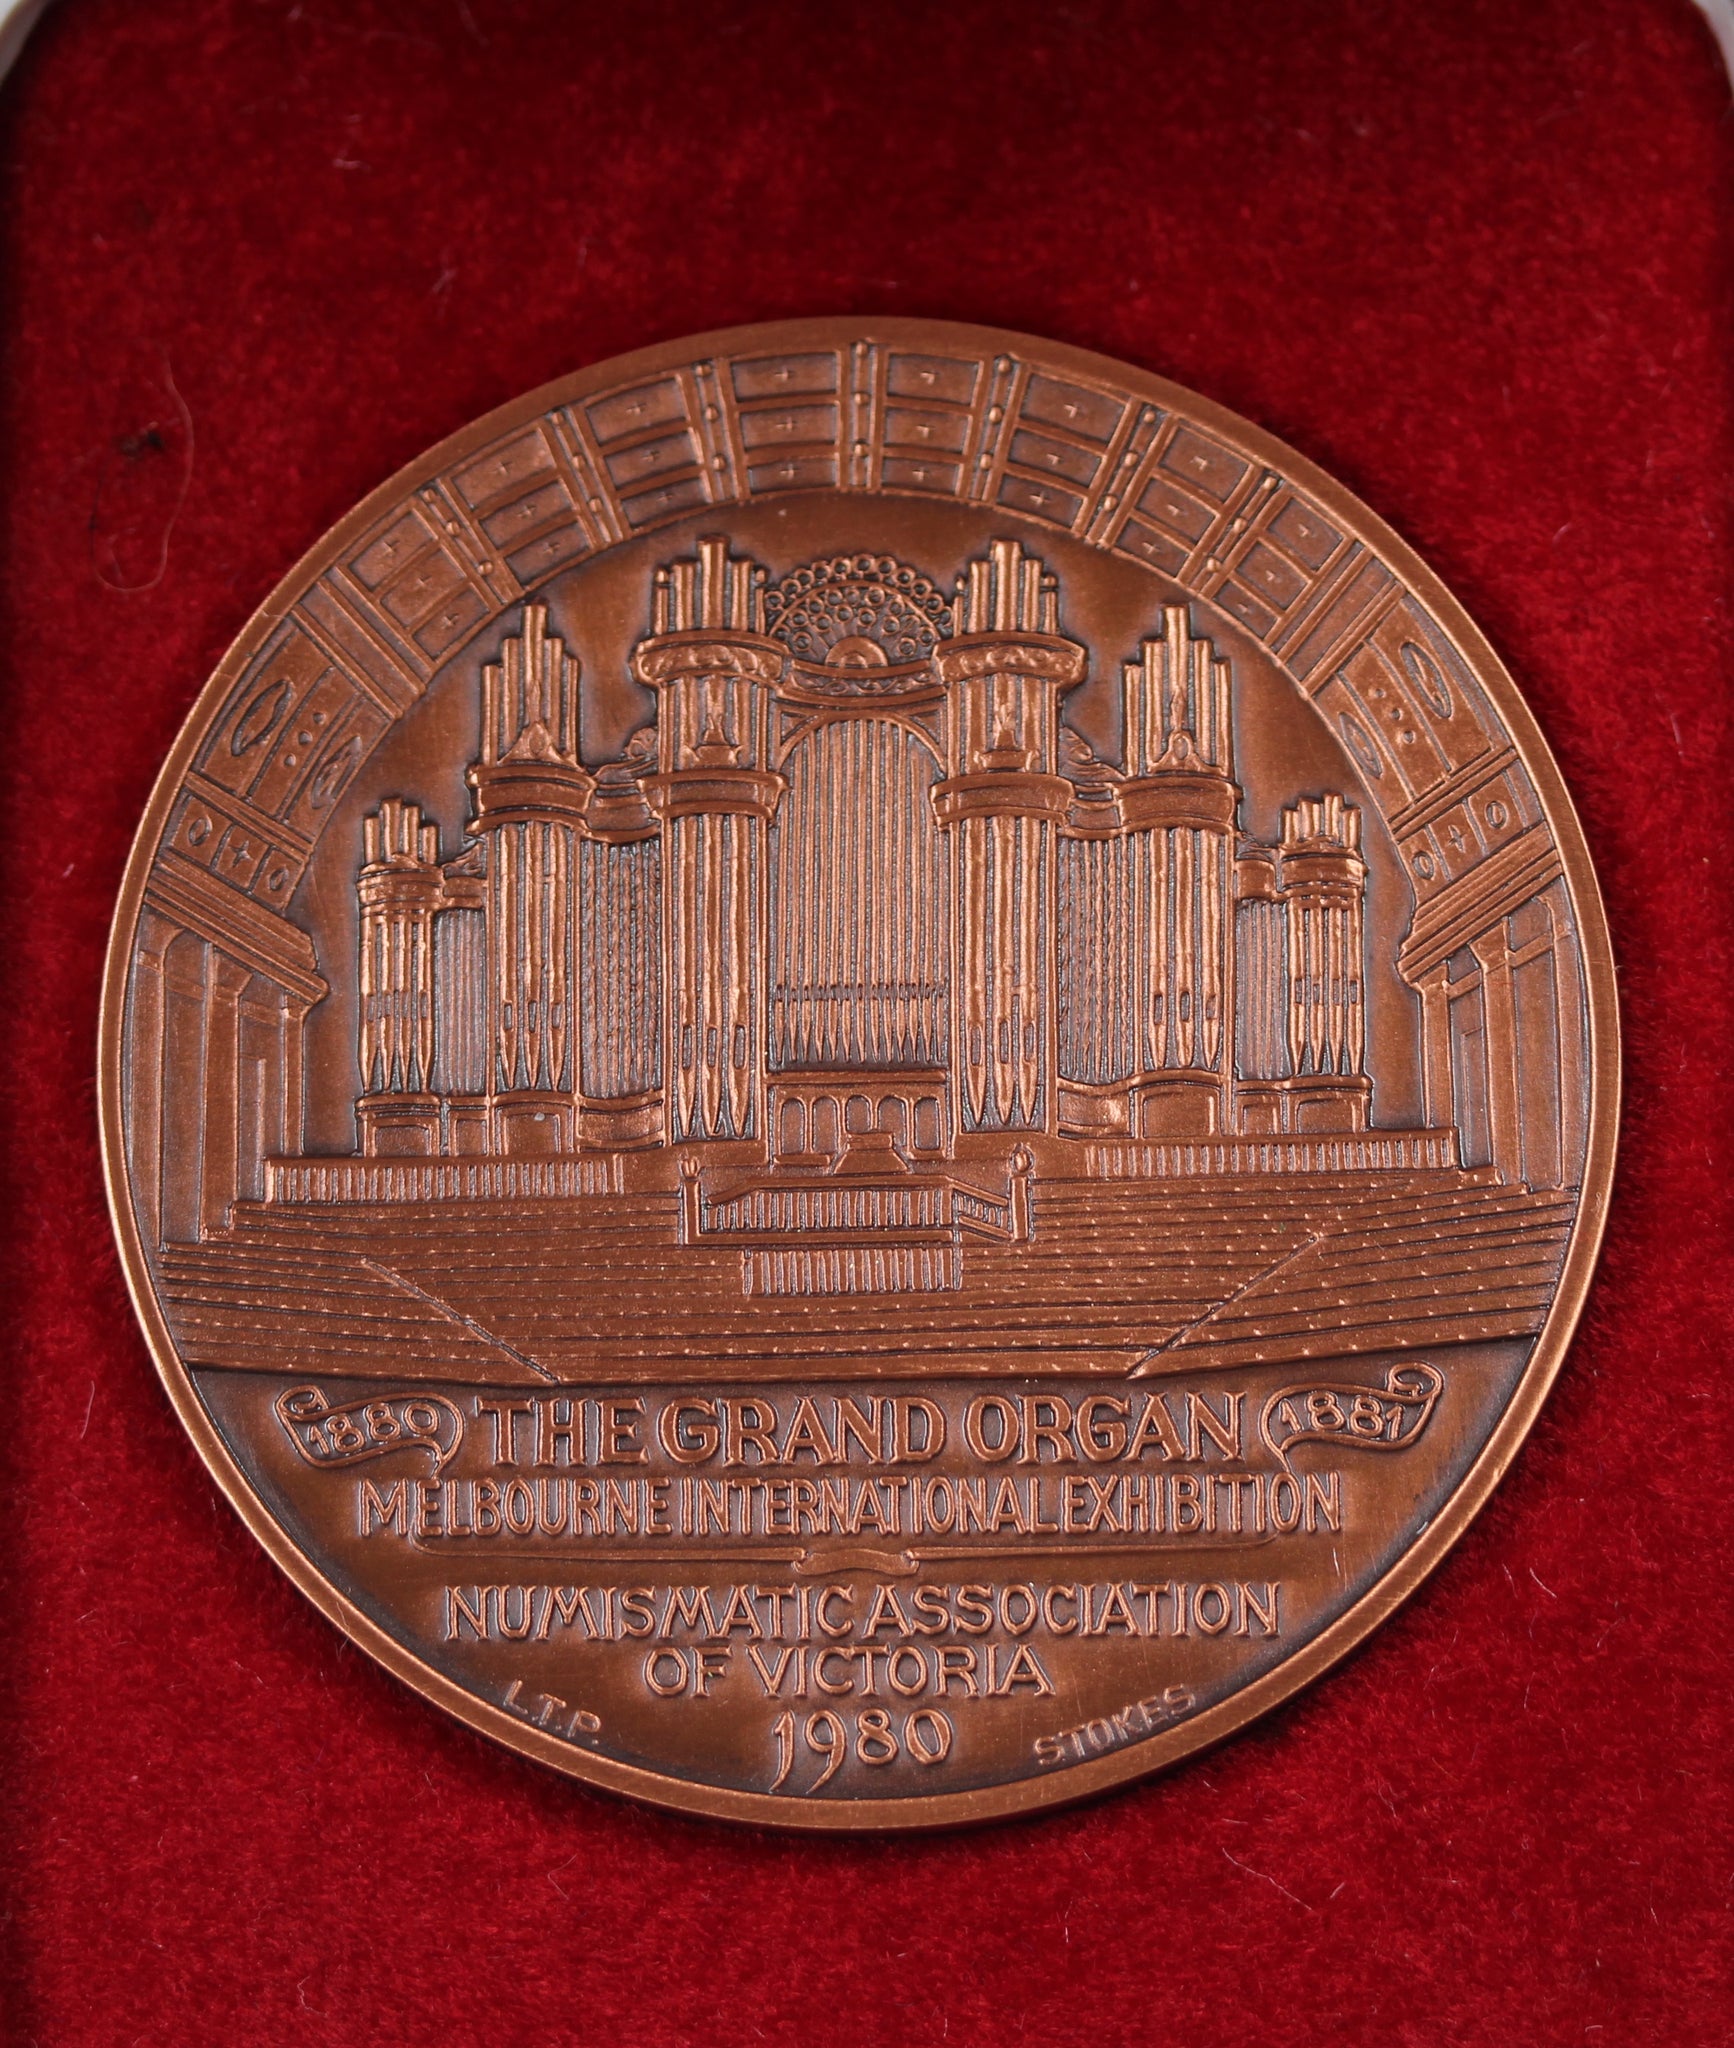 1880 THE GRAND ORGAN 1881
MELBOURNE INTERNATIONAL EXHIBITION
NUMISMATIC ASSOCIATION
OF VICTORIA
1980
L.T.P.
STOKES